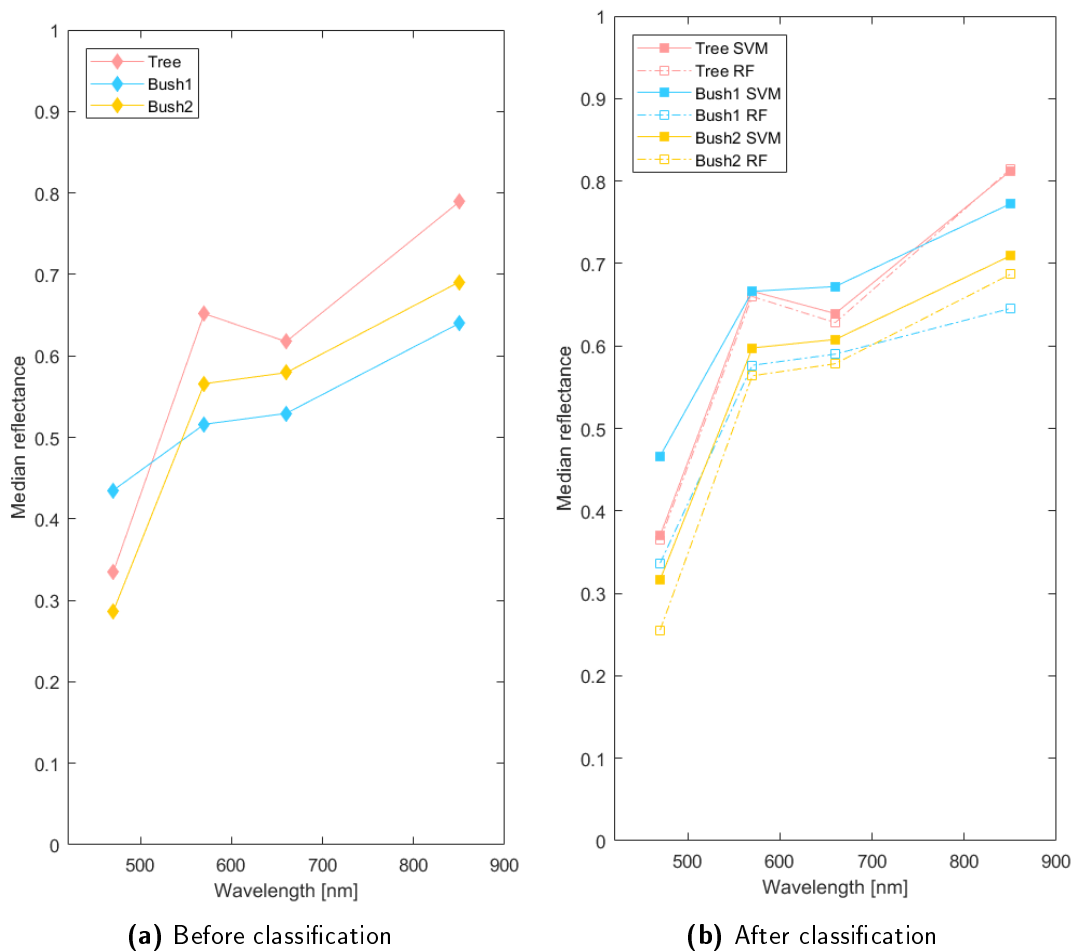 1
0.9
0.8
0.7
0.6
0.5
0.4
0.3
0.2
0.1
0
Median reflectance
Tree
Bush1
Bush2
500 600 700 800 900
Wavelength [nm]
(a) Before classification
1
0.9
0.8
0.7
0.6
0.5
0.4
0.3
0.2
0.1
0
Median reflectance
Tree SVM
Tree RF
Bush1 SVM
Bush1 RF
Bush2 SVM
Bush2 RF
500 600 700 800 900
Wavelength [nm]
(b) After classification